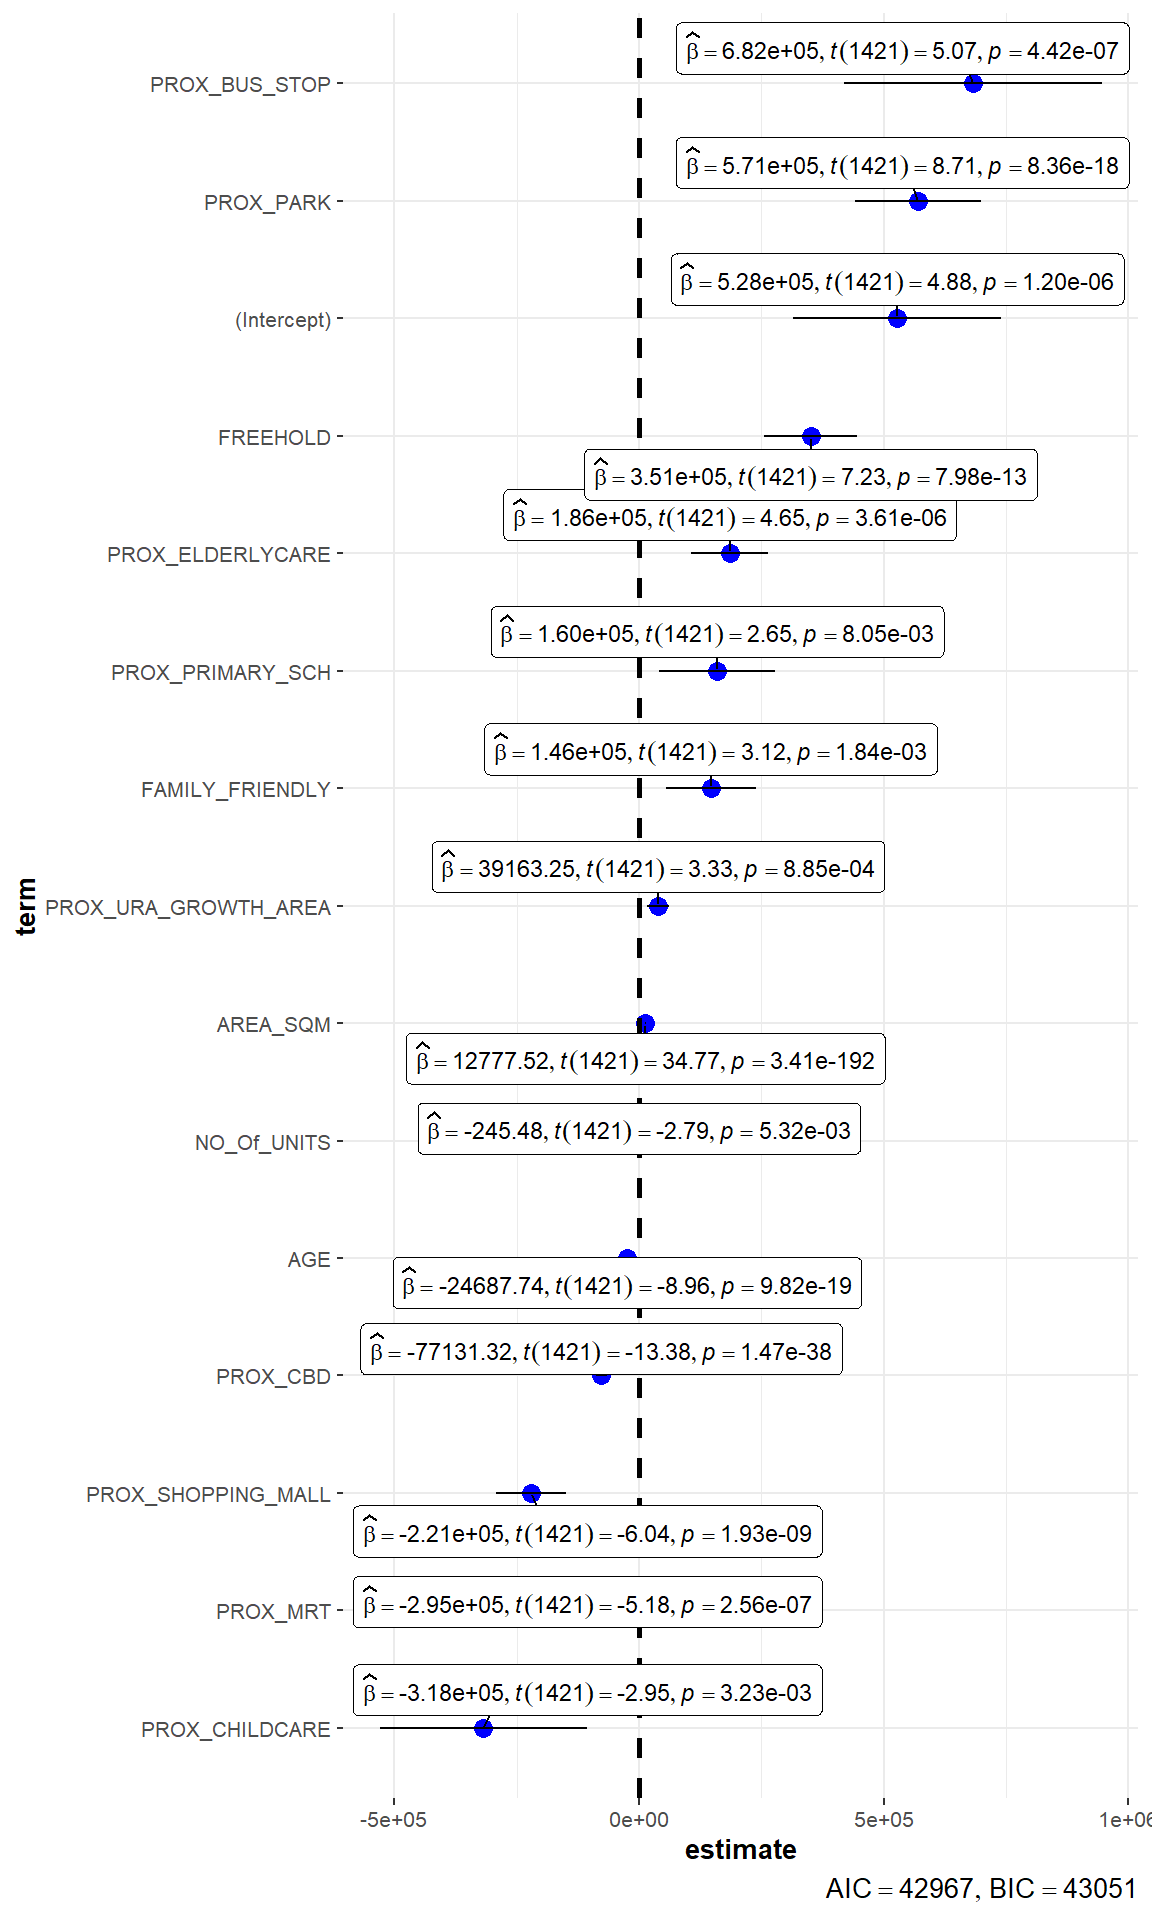 β̂ = 6.82e+05, t(1421) = 5.07, p = 4.42e-07
PROX_BUS_STOP
β̂ = 5.71e+05, t(1421) = 8.71, p = 8.36e-18
PROX_PARK
β̂ = 5.28e+05, t(1421) = 4.88, p = 1.20e-06
(Intercept)
FREEHOLD
β̂ = 3.51e+05, t(1421) = 7.23, p = 7.98e-13
β̂ = 1.86e+05, t(1421) = 4.65, p = 3.61e-06
PROX_ELDERLYCARE
β̂ = 1.60e+05, t(1421) = 2.65, p = 8.05e-03
PROX_PRIMARY_SCH
β̂ = 1.46e+05, t(1421) = 3.12, p = 1.84e-03
FAMILY_FRIENDLY
β̂ = 39163.25, t(1421) = 3.33, p = 8.85e-04
term
PROX_URA_GROWTH_AREA
AREA_SQM
β̂ = 12777.52, t(1421) = 34.77, p = 3.41e-192
β̂ = -245.48, t(1421) = -2.79, p = 5.32e-03
NO_Of_UNITS
AGE
β̂ = -24687.74, t(1421) = -8.96, p = 9.82e-19
β̂ = -77131.32, t(1421) = -13.38, p = 1.47e-38
PROX_CBD
PROX_SHOPPING_MALL
β̂ = -2.21e+05, t(1421) = -6.04, p = 1.93e-09
β̂ = -2.95e+05, t(1421) = -5.18, p = 2.56e-07
PROX_MRT
β̂ = -3.18e+05, t(1421) = -2.95, p = 3.23e-03
PROX_CHILDCARE
-5e+05 0e+00 5e+05 1e+06
estimate
AIC = 42967, BIC = 43051